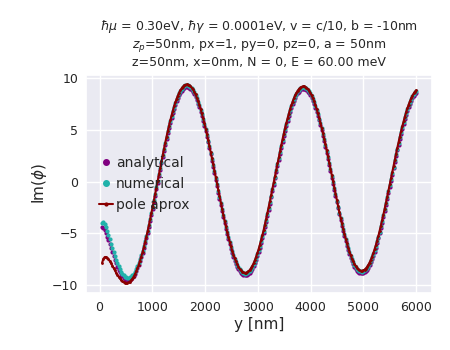 ℏμ = 0.30eV, ℏγ = 0.0001eV, v = c/10, b = -10nm
z_p=50nm, px=1, py=0, pz=0, a = 50nm
z=50nm, x=0nm, N = 0, E = 60.00 meV
10
5
0
−5
−10
Im(ϕ)
analytical
numerical
pole aprox
0 1000 2000 3000 4000 5000 6000
y [nm]